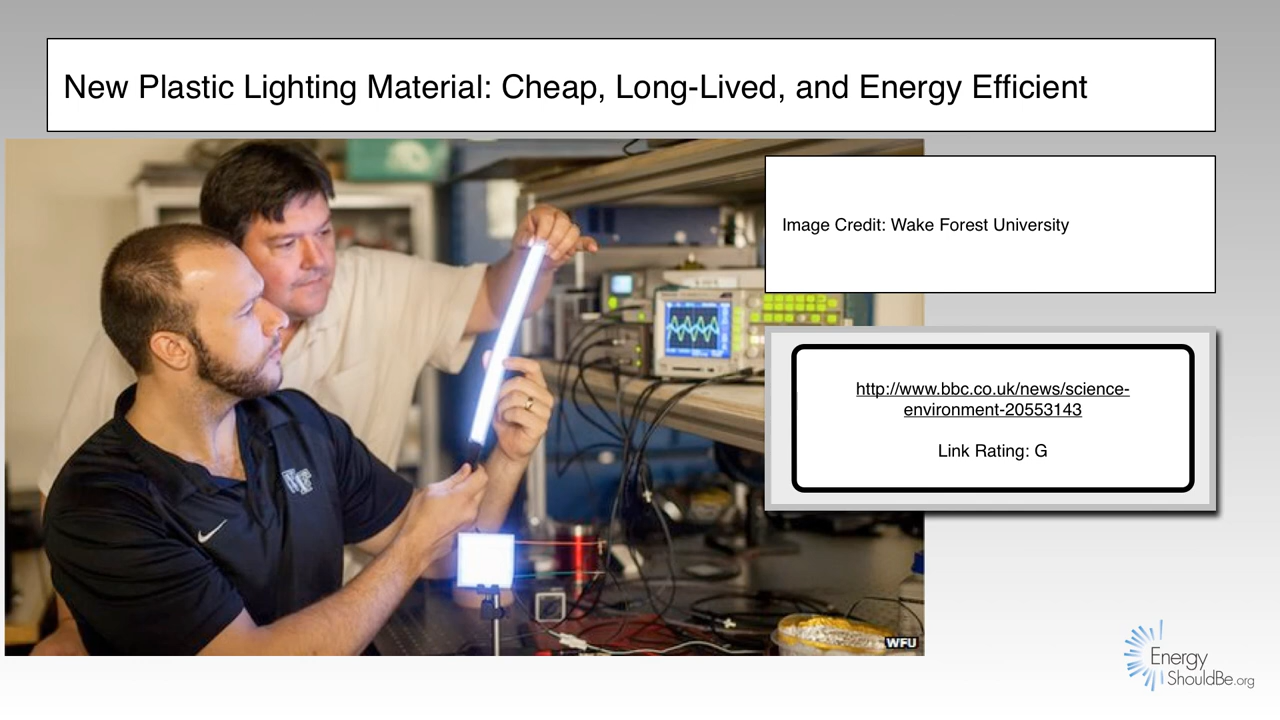 New Plastic Lighting Material: Cheap, Long-Lived, and Energy Efficient
Image Credit: Wake Forest University
http://www.bbc.co.uk/news/science-
environment-20553143
Link Rating: G
WF
WFU
Energy
ShouldBe.org